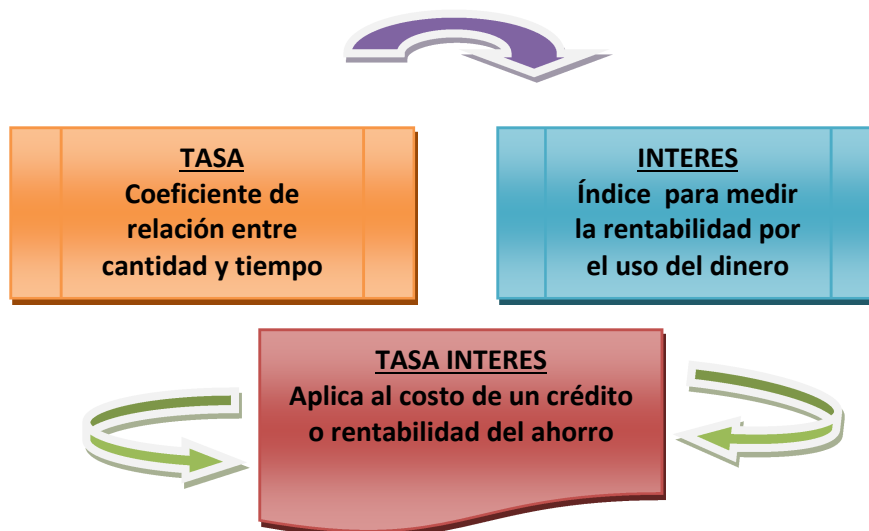 TASA
Coeficiente de
relación entre
cantidad y tiempo
INTERES
Índice para medir
la rentabilidad por
el uso del dinero
TASA INTERES
Aplica al costo de un crédito
o rentabilidad del ahorro